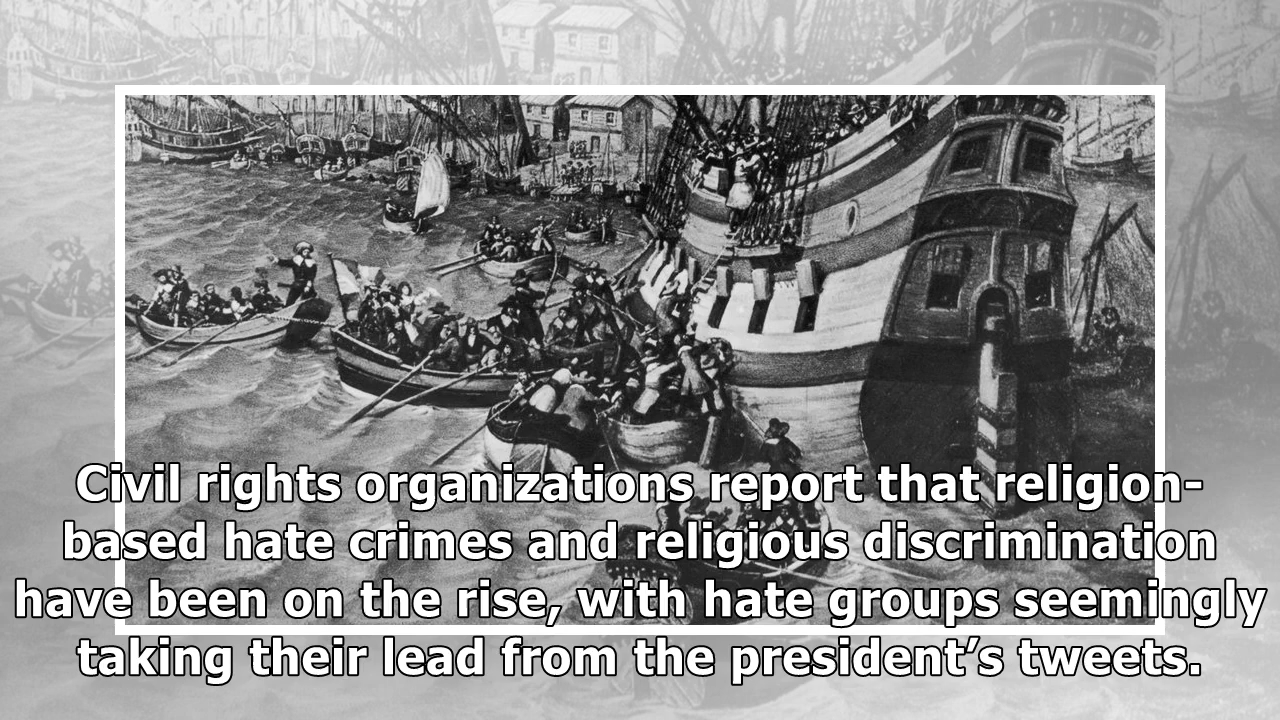 Civil rights organizations report that religion-
based hate crimes and religious discrimination
have been on the rise, with hate groups seemingly
taking their lead from the president’s tweets.